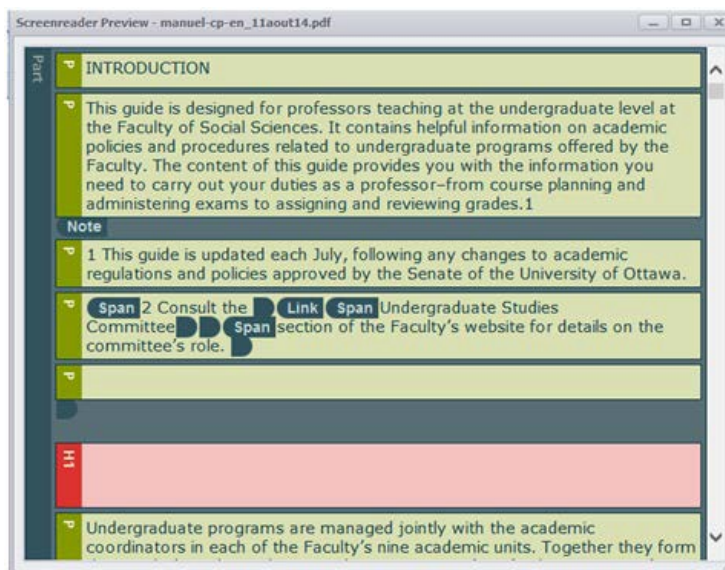 Screenreader Preview - manuel-cp-en_11aout14.pdf
Part
P INTRODUCTION
P This guide is designed for professors teaching at the undergraduate level at
the Faculty of Social Sciences. It contains helpful information on academic
policies and procedures related to undergraduate programs offered by the
Faculty. The content of this guide provides you with the information you
need to carry out your duties as a professor–from course planning and
administering exams to assigning and reviewing grades.1
Note
P 1 This guide is updated each July, following any changes to academic
regulations and policies approved by the Senate of the University of Ottawa.
P Span 2 Consult the Link Span Undergraduate Studies
Committee Span section of the Faculty's website for details on the
committee's role.
P
H1
P Undergraduate programs are managed jointly with the academic
coordinators in each of the Faculty's nine academic units. Together they form